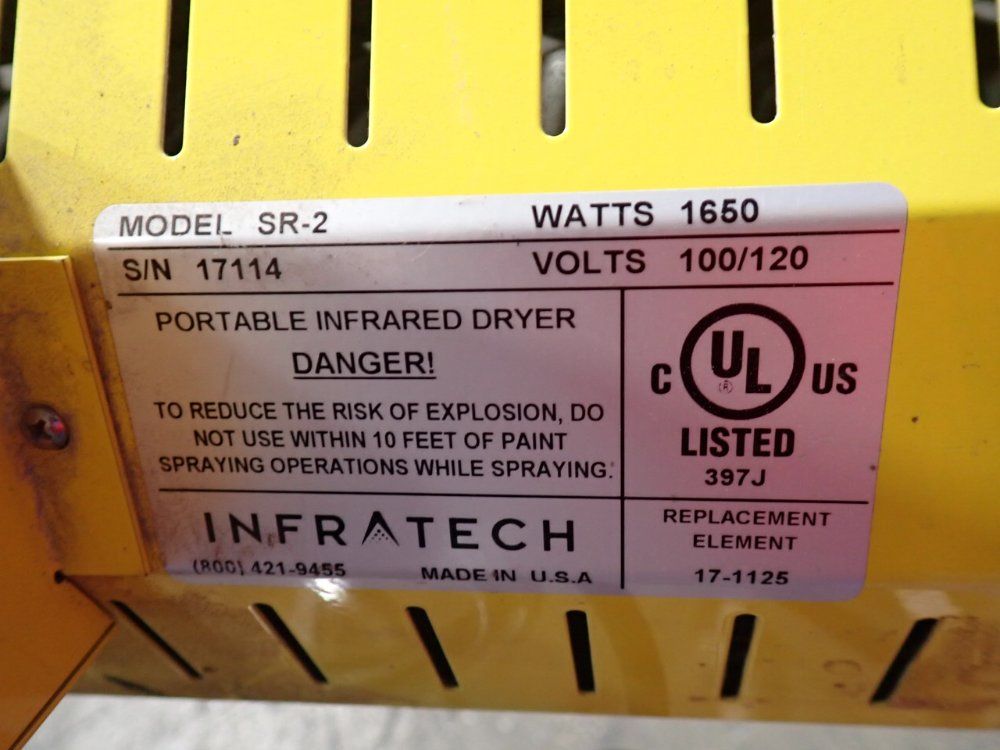 MODEL SR-2 WATTS 1650
S/N 17114 VOLTS 100/120
PORTABLE INFRARED DRYER
DANGER!
TO REDUCE THE RISK OF EXPLOSION, DO
NOT USE WITHIN 10 FEET OF PAINT
SPRAYING OPERATIONS WHILE SPRAYING.
C UL ® US
LISTED
397J
INFRATECH
(800) 421-9455 MADE IN U.S.A
REPLACEMENT
ELEMENT
17-1125